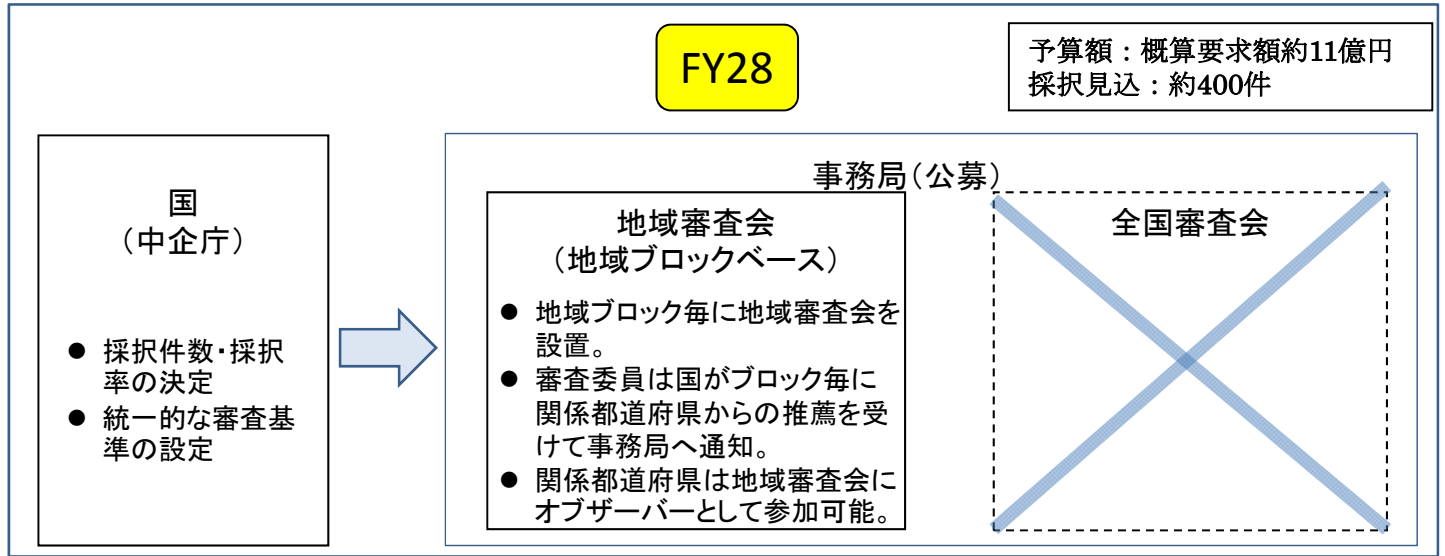 FY28
予算額：概算要求額約11億円
採択見込：約400件
国
（中企庁）
● 採択件数・採択
率の決定
● 統一的な審査基
準の設定
事務局（公募）
地域審査会
（地域ブロックベース）
● 地域ブロック毎に地域審査会を
設置。
● 審査委員は国がブロック毎に
関係都道府県からの推薦を受
けて事務局へ通知。
● 関係都道府県は地域審査会に
オブザーバーとして参加可能。
全国審査会